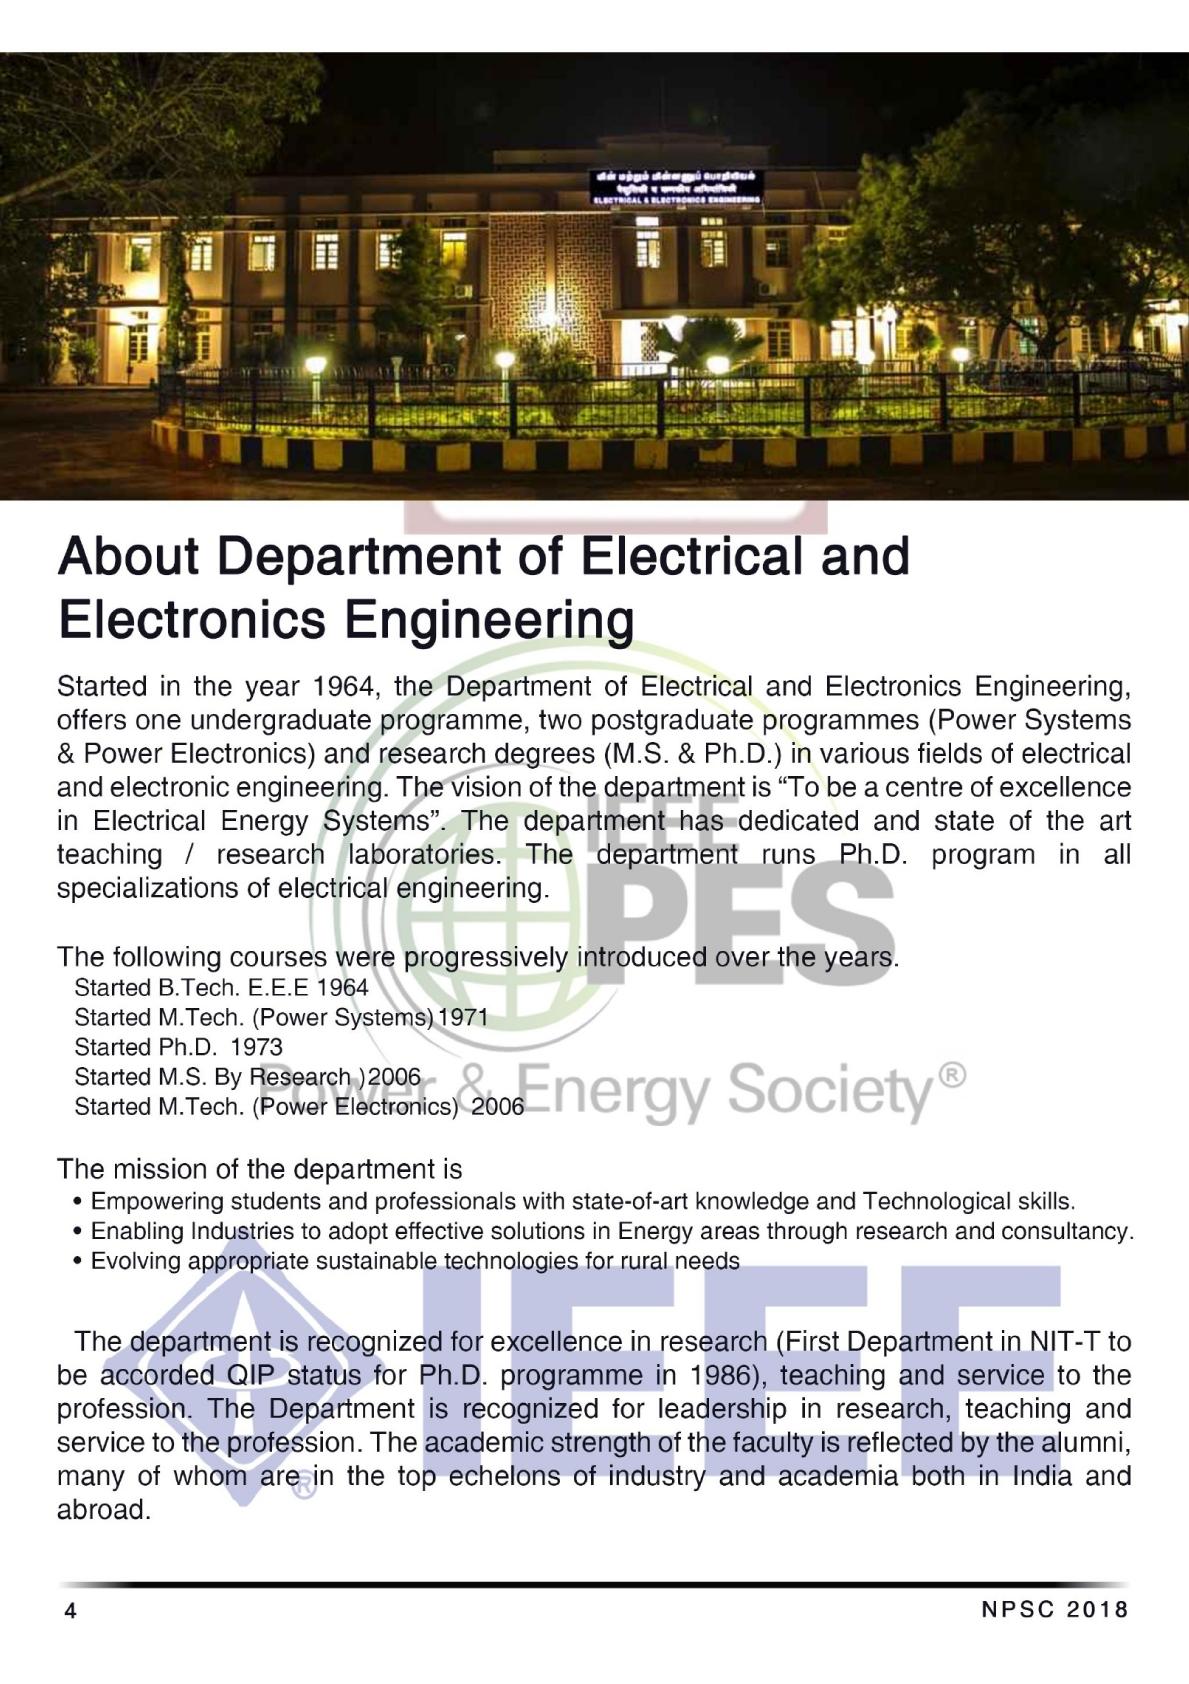 மின் மற்றும் மின்னணுப் பொறியியல்
वैद्युतिकी व
ELECTRICAL & ELECTRONICS ENGINEERING
About Department of Electrical and
Electronics Engineering
Started in the year 1964, the Department of Electrical and Electronics Engineering,
offers one undergraduate programme, two postgraduate programmes (Power Systems
& Power Electronics) and research degrees (M.S. & Ph.D.) in various fields of electrical
and electronic engineering. The vision of the department is “To be a centre of excellence
in Electrical Energy Systems”. The department has dedicated and state of the art
teaching / research laboratories. The department runs Ph.D. program in all
specializations of electrical engineering.
The following courses were progressively introduced over the years.
Started B.Tech. E.E.E 1964
Started M.Tech. (Power Systems) 1971
Started Ph.D. 1973
Started M.S. By Research )2006
Started M.Tech. (Power Electronics) 2006
The mission of the department is
• Empowering students and professionals with state-of-art knowledge and Technological skills.
• Enabling Industries to adopt effective solutions in Energy areas through research and consultancy.
• Evolving appropriate sustainable technologies for rural needs
The department is recognized for excellence in research (First Department in NIT-T to
be accorded QIP status for Ph.D. programme in 1986), teaching and service to the
profession. The Department is recognized for leadership in research, teaching and
service to the profession. The academic strength of the faculty is reflected by the alumni,
many of whom are in the top echelons of industry and academia both in India and
abroad.
IEEE
PES
Power & Energy Society®
IEEE
®
4
NPSC 2018